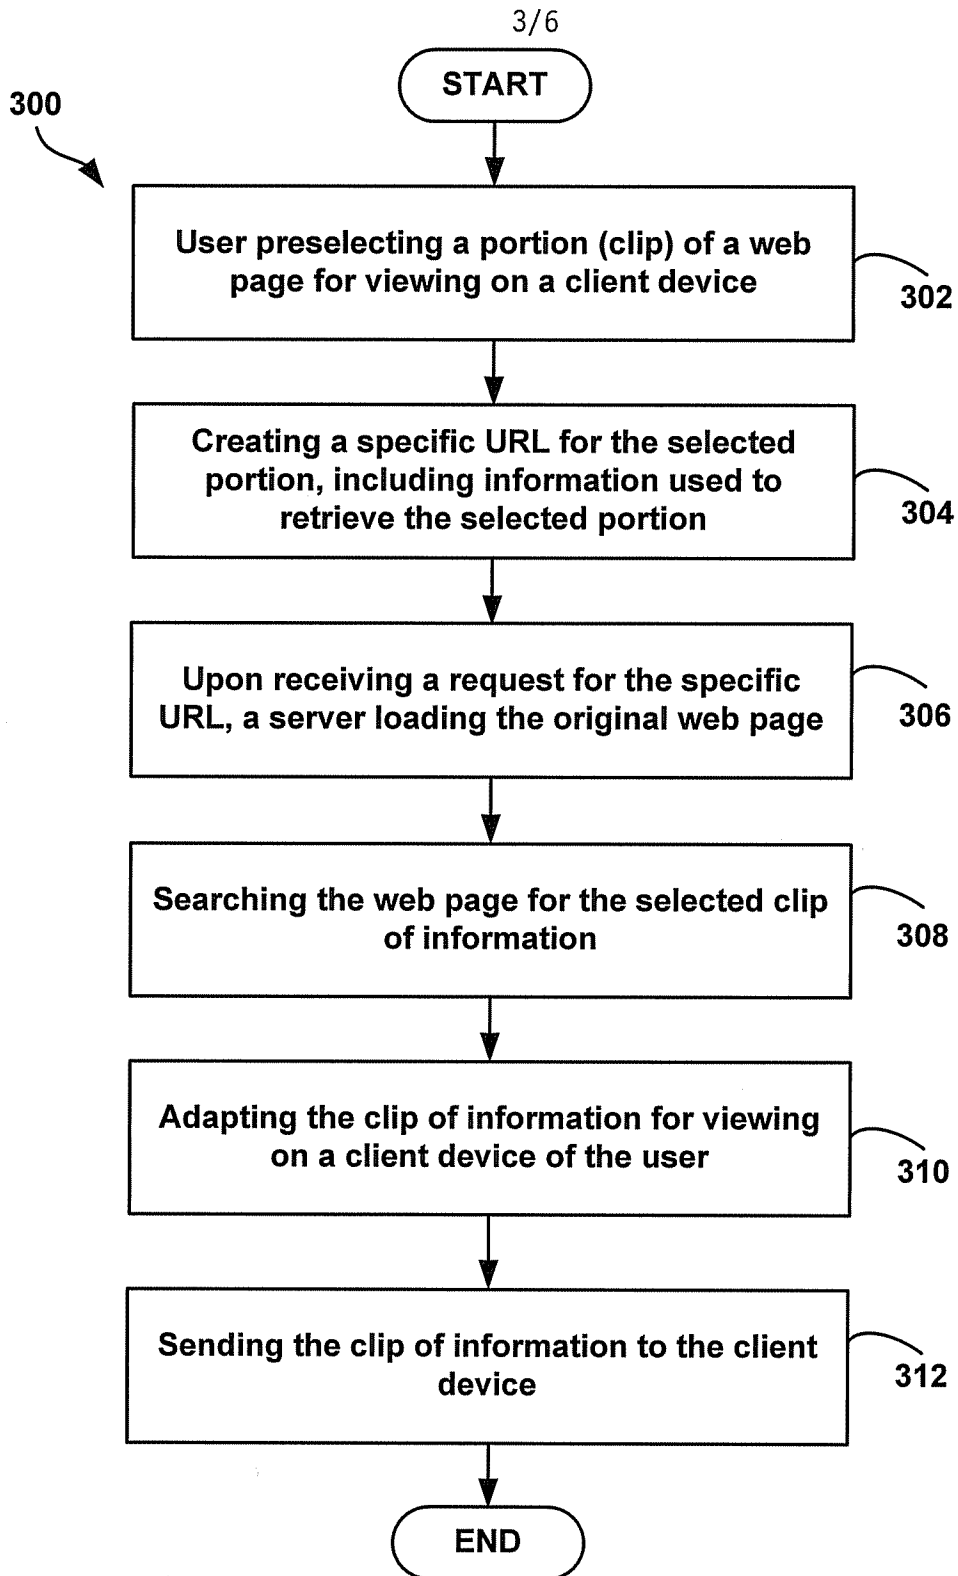 3/6
START
300
User preselecting a portion (clip) of a web
page for viewing on a client device
302
Creating a specific URL for the selected
portion, including information used to
retrieve the selected portion
304
Upon receiving a request for the specific
URL, a server loading the original web page
306
Searching the web page for the selected clip
of information
308
Adapting the clip of information for viewing
on a client device of the user
310
Sending the clip of information to the client
device
312
END